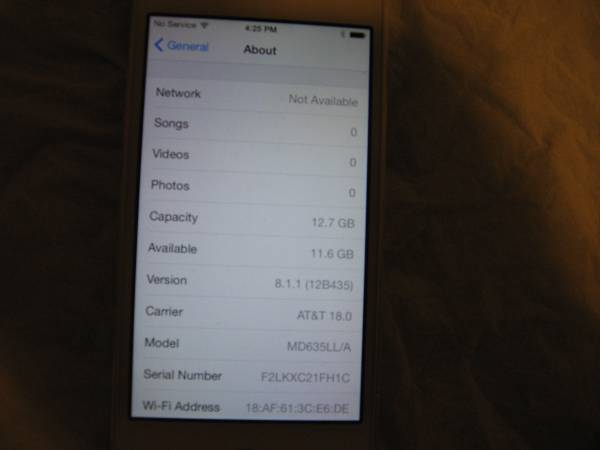 No Service 4:25 PM
General About
Network Not Available
Songs 0
Videos 0
Photos 0
Capacity 12.7 GB
Available 11.6 GB
Version 8.1.1 (12B435)
Carrier AT&T 18.0
Model MD635LL/A
Serial Number F2LKXC21FH1C
Wi-Fi Address 18:AF:61:3C:E6:DE